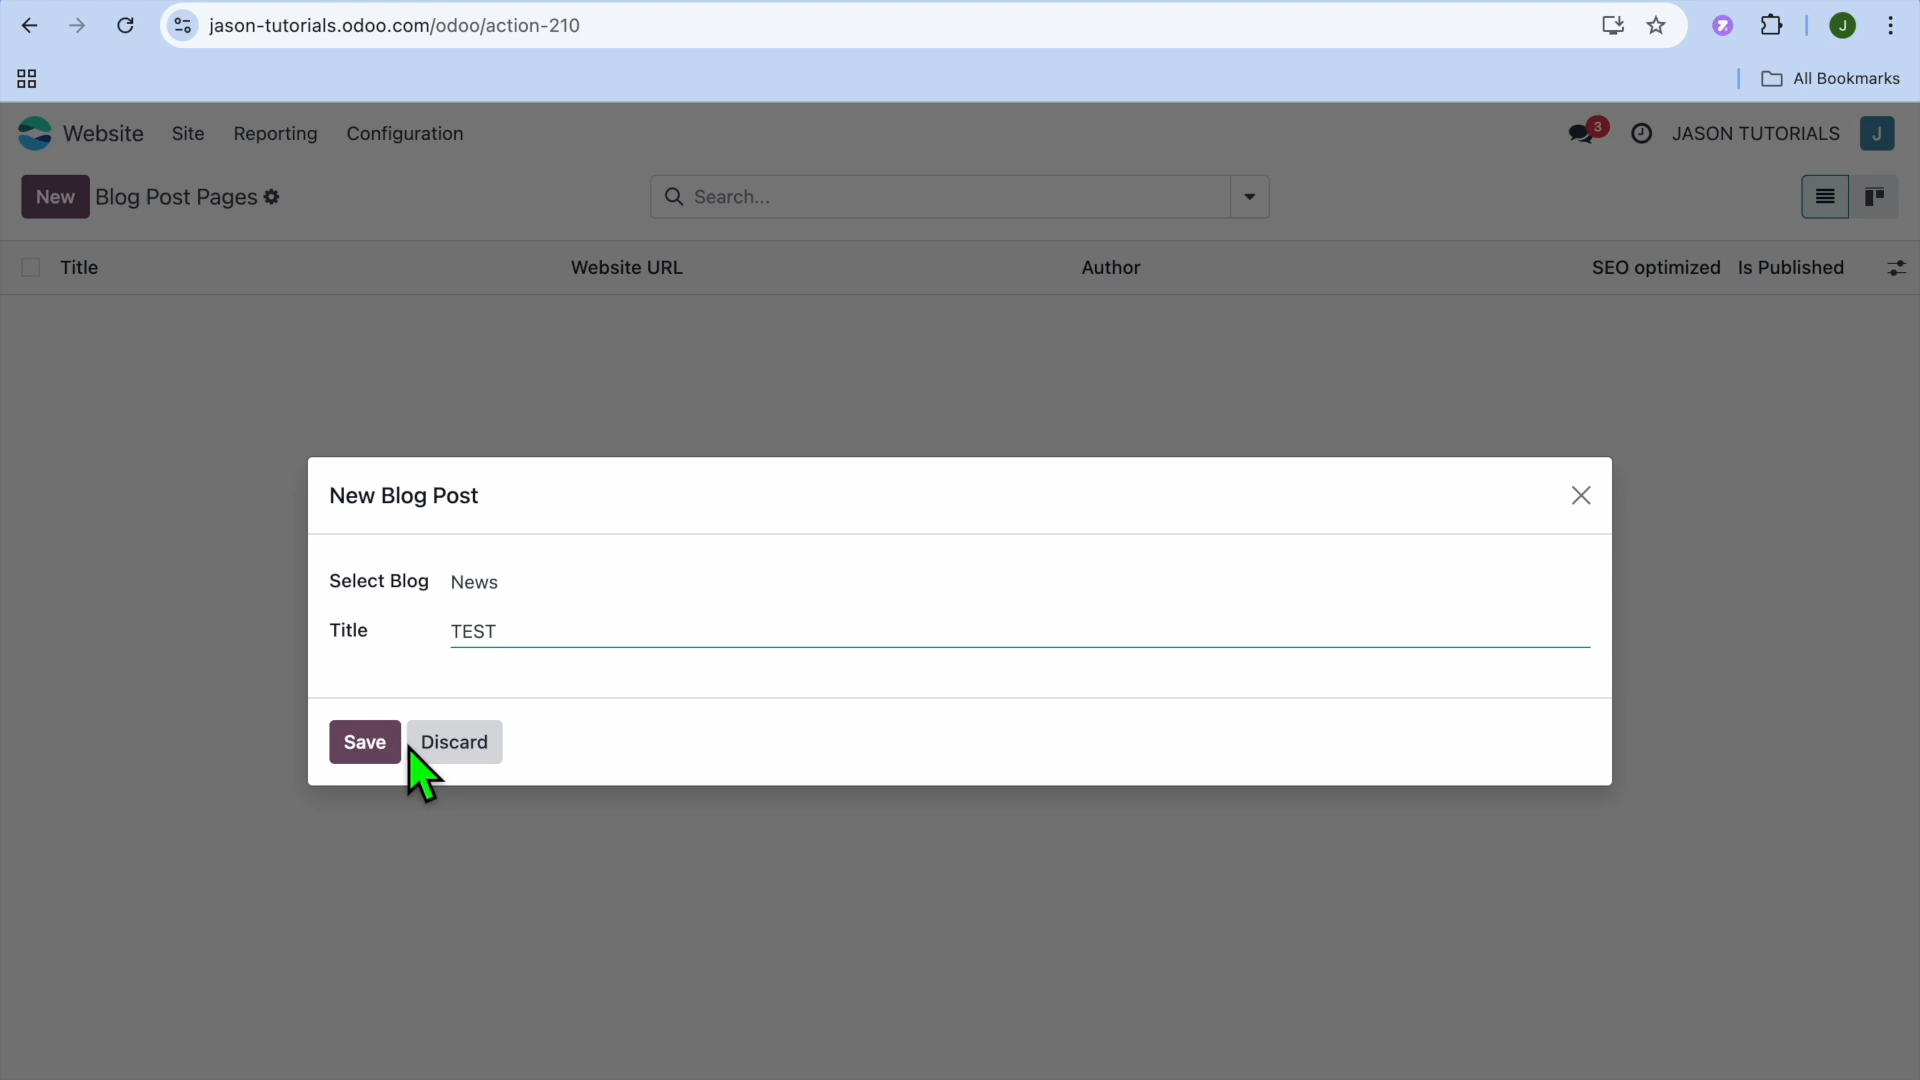 jason-tutorials.odoo.com/odoo/action-210
J
All Bookmarks
Website Site Reporting Configuration
3 JASON TUTORIALS J
New Blog Post Pages
Search...
Title Website URL Author SEO optimized Is Published
New Blog Post
Select Blog News
Title TEST
Save Discard